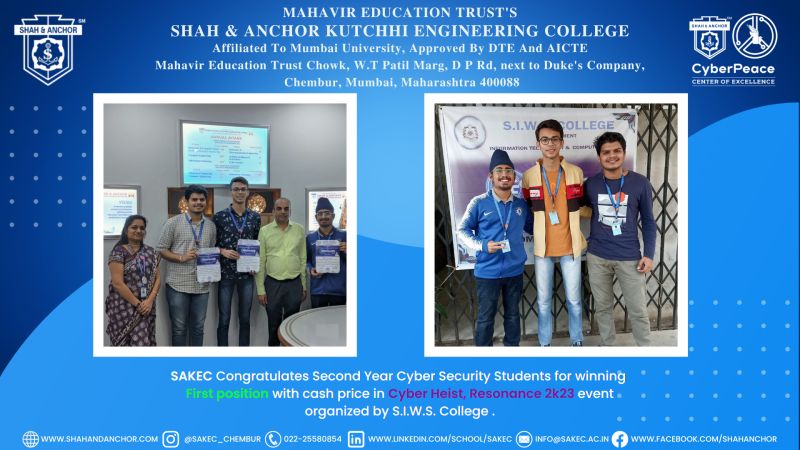 MAHAVIR EDUCATION TRUST'S
SHAH & ANCHOR KUTCHHI ENGINEERING COLLEGE
Affiliated To Mumbai University, Approved By DTE And AICTE
Mahavir Education Trust Chowk, W.T Patil Marg, D P Rd, next to Duke's Company,
Chembur, Mumbai, Maharashtra 400088
SHAH & ANCHOR
SHAH & ANCHOR
CyberPeace
CENTER OF EXCELLENCE
S.I.W.S. COLLEGE
INFORMATION
SAKEC Congratulates Second Year Cyber Security Students for winning
First position with cash price in Cyber Heist, Resonance 2k23 event
organized by S.I.W.S. College .
WWW.SHAHANDANCHOR.COM
@SAKEC_CHEMBUR
022-25580854
WWW.LINKEDIN.COM/SCHOOL/SAKEC
INFO@SAKEC.AC.IN
WWW.FACEBOOK.COM/SHAHANCHOR